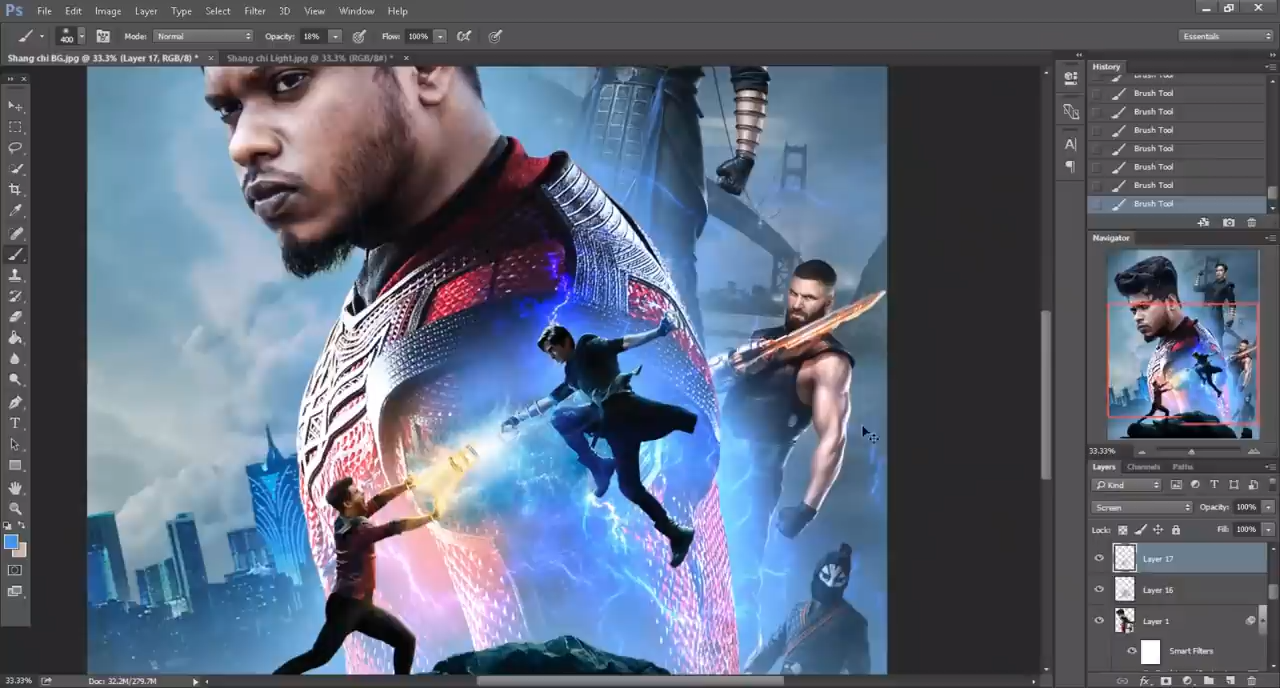 Ps File Edit Image Layer Type Select Filter 3D View Window Help
400 Mode: Normal Opacity: 18% Flow: 100% Essentials
Shang chi BG.jpg @ 33.3% (Layer 17, RGB/8) * × Shang chi Light.jpg @ 33.3% (RGB/8#) * ×
History
Brush Tool
Brush Tool
Brush Tool
Brush Tool
Brush Tool
Brush Tool
Brush Tool
Brush Tool
Navigator
33.33%
Layers Channels Paths
Kind
Screen Opacity: 100%
Lock: Fill: 100%
Layer 17
Layer 16
Layer 1
Smart Filters
33.33% Doc: 32.2M/279.7M